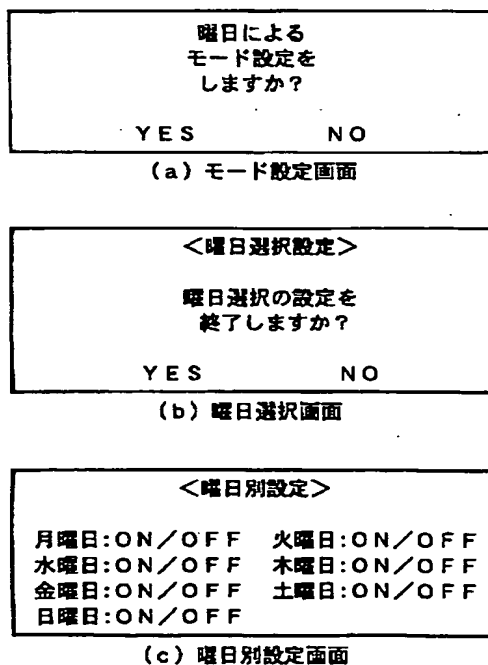 曜日による
モード設定を
しますか？
YES NO
(a) モード設定画面
＜曜日選択設定＞
曜日選択の設定を
終了しますか？
YES NO
(b) 曜日選択画面
＜曜日別設定＞
月曜日:ON／OFF 火曜日:ON／OFF
水曜日:ON／OFF 木曜日:ON／OFF
金曜日:ON／OFF 土曜日:ON／OFF
日曜日:ON／OFF
(c) 曜日別設定画面